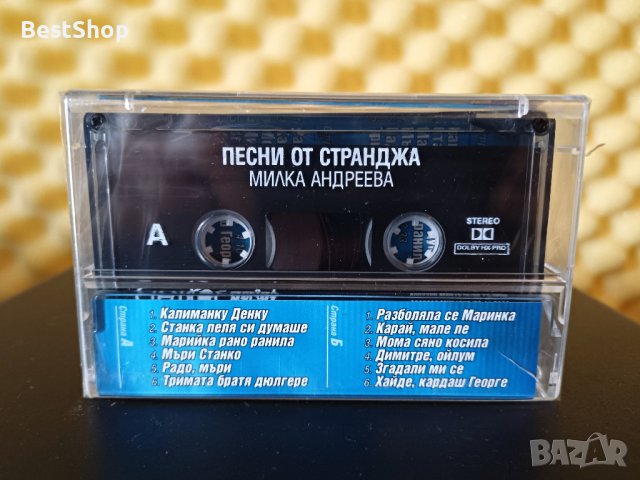 BestShop
ПЕСНИ ОТ СТРАНДЖА
МИЛКА АНДРЕЕВА
A
STEREO
DOLBY HX-PRO
Страна А
1. Калиманку Денку
2. Станка леля си думаше
3. Марийка рано ранила
4. Мъри Станко
5. Радо, мъри
6. Тримата братя дюлгере
Страна Б
1. Разболяла се Маринка
2. Карай, мале ле
3. Мома сяно косила
4. Димитре, ойлум
5. Згадали ми се
6. Хайде, кардаш Георге
BAZAR